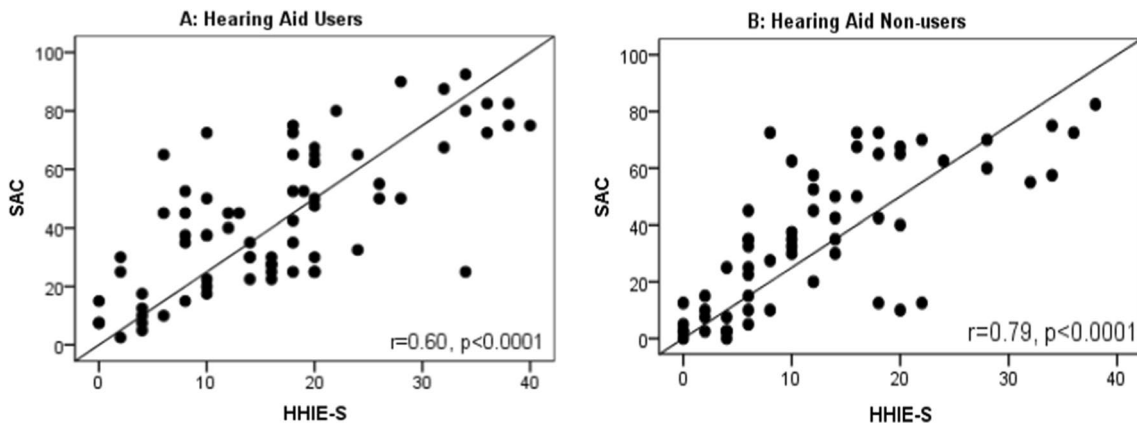 A: Hearing Aid Users
100
80
60
40
20
0
SAC
r=0.60, p<0.0001
0 10 20 30 40
HHIE-S
B: Hearing Aid Non-users
100
80
60
40
20
0
SAC
r=0.79, p<0.0001
0 10 20 30 40
HHIE-S